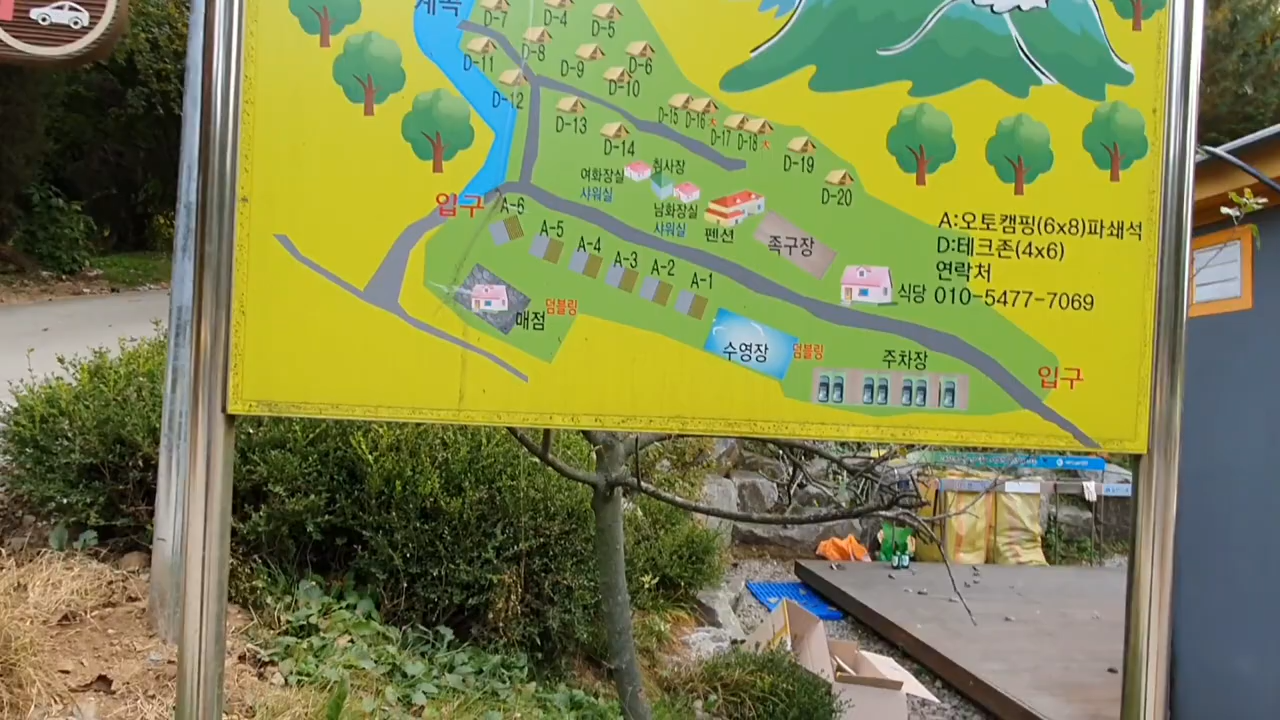 계곡
D-7
D-4
D-5
D-8
D-11
D-9
D-6
D-10
D-12
D-13
D-15
D-16
D-17
D-18
D-14
D-19
D-20
여화장실
샤워실
취사장
남화장실
샤워실
펜션
족구장
입구
A-6
A-5
A-4
A-3
A-2
A-1
매점
덤블링
수영장
덤블링
식당
주차장
입구
A:오토캠핑(6x8)파쇄석
D:테크존(4x6)
연락처
010-5477-7069